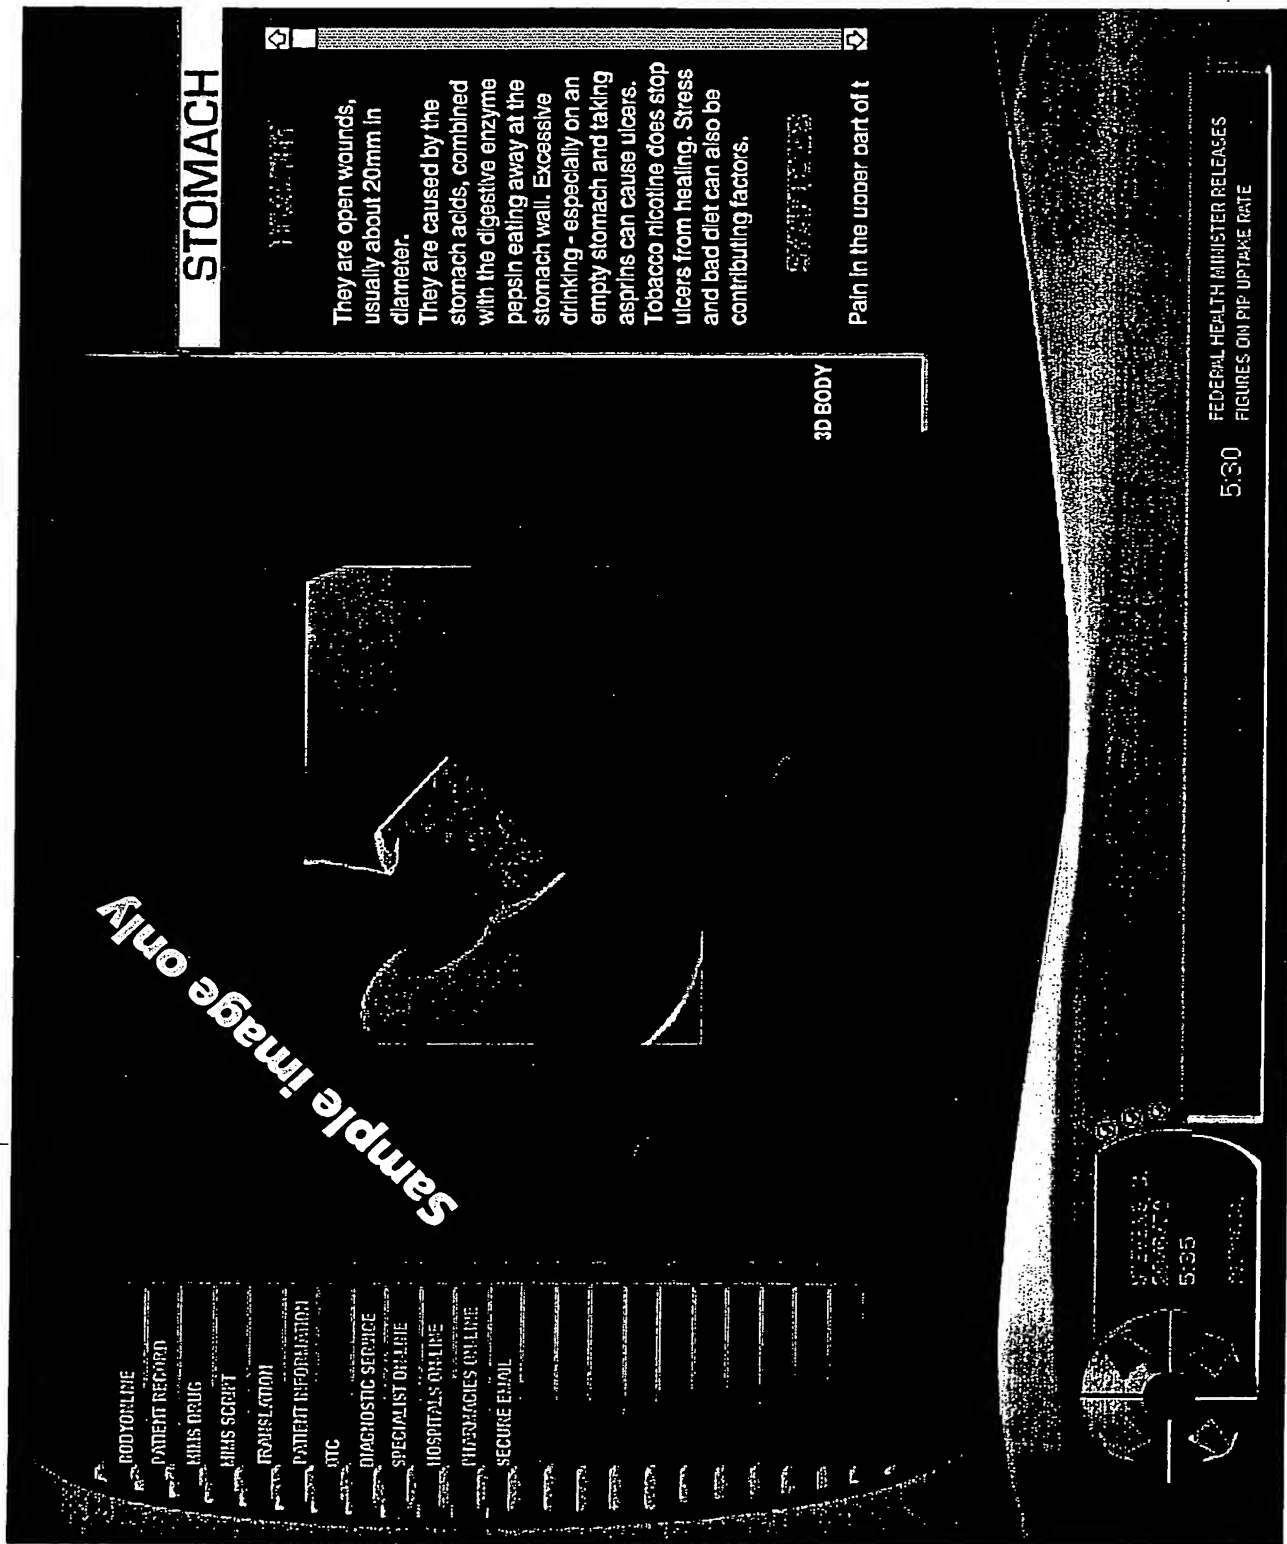 BODYONLINE
PATIENT RECORD
MIMS DRUG
MIMS SCRIPT
TRANSLATION
PATIENT INFORMATION
OTC
DIAGNOSTIC SERVICE
SPECIALIST ONLINE
HOSPITALS ONLINE
PHARMACIES ONLINE
SECURE EMAIL
Sample image only
3D BODY
STOMACH
They are open wounds,
usually about 20mm in
diameter.
They are caused by the
stomach acids, combined
with the digestive enzyme
pepsin eating away at the
stomach wall. Excessive
drinking - especially on an
empty stomach and taking
asprins can cause ulcers.
Tobacco nicotine does stop
ulcers from healing. Stress
and bad diet can also be
contributing factors.
SYMPTOMS
Pain in the upper part of t
5:35
5:30 FEDERAL HEALTH MINISTER RELEASES
FIGURES ON PIP UPTAKE RATE